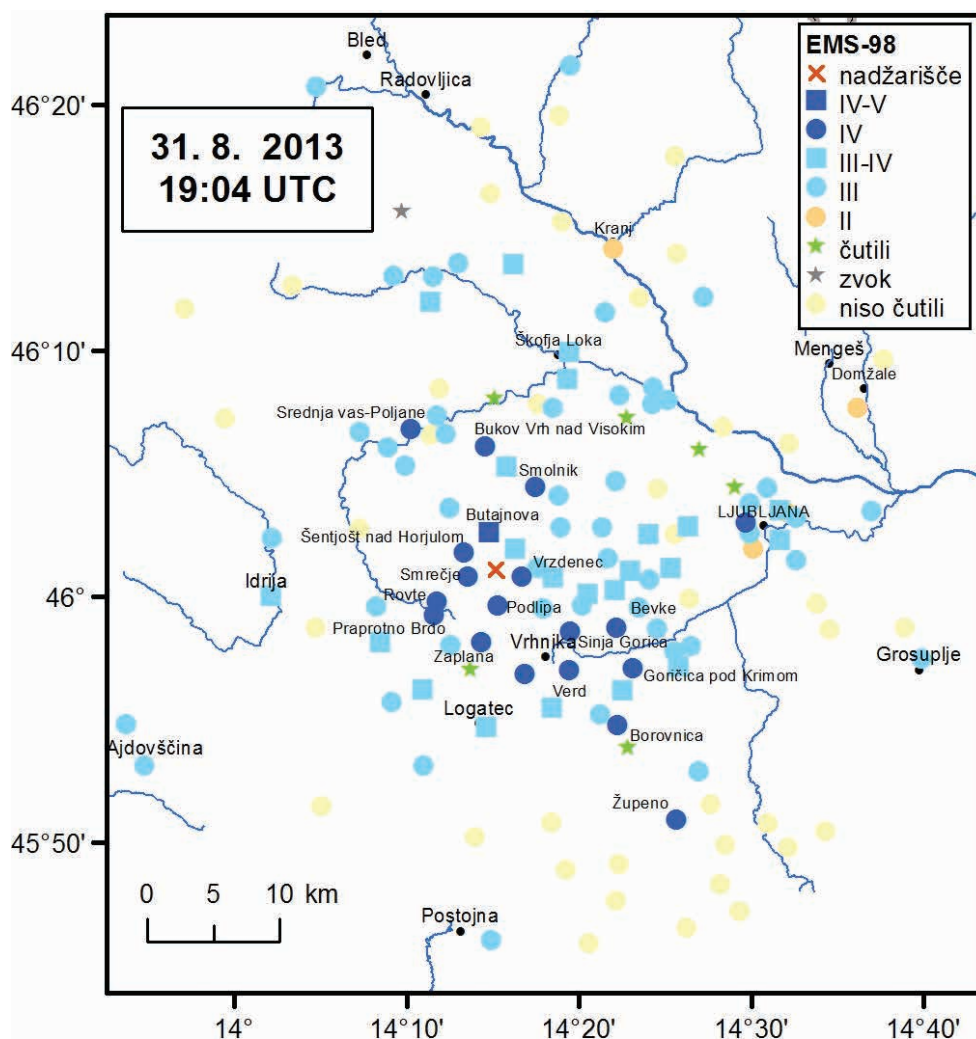 Bled
Radovljica
EMS-98
nadžarišče
IV-V
IV
III-IV
III
II
čutili
zvok
niso čutili
46°20'
31. 8. 2013
19:04 UTC
Kranj
46°10'
Škofja Loka
Mengeš
Domžale
Srednja vas-Poljane
Bukov Vrh nad Visokim
Smolnik
Butajnova
LJUBLJANA
Šentjošt nad Horjulom
Vrzdenec
Smrečje
Idrija
46°
Rovte
Podlipa
Bevke
Praprotno Brdo
Vrhnika
Sinja Gorica
Zaplana
Grosuplje
Goričica pod Krimom
Verd
Logatec
Borovnica
Ajdovščina
Župeno
45°50'
0 5 10 km
Postojna
14° 14°10' 14°20' 14°30' 14°40'